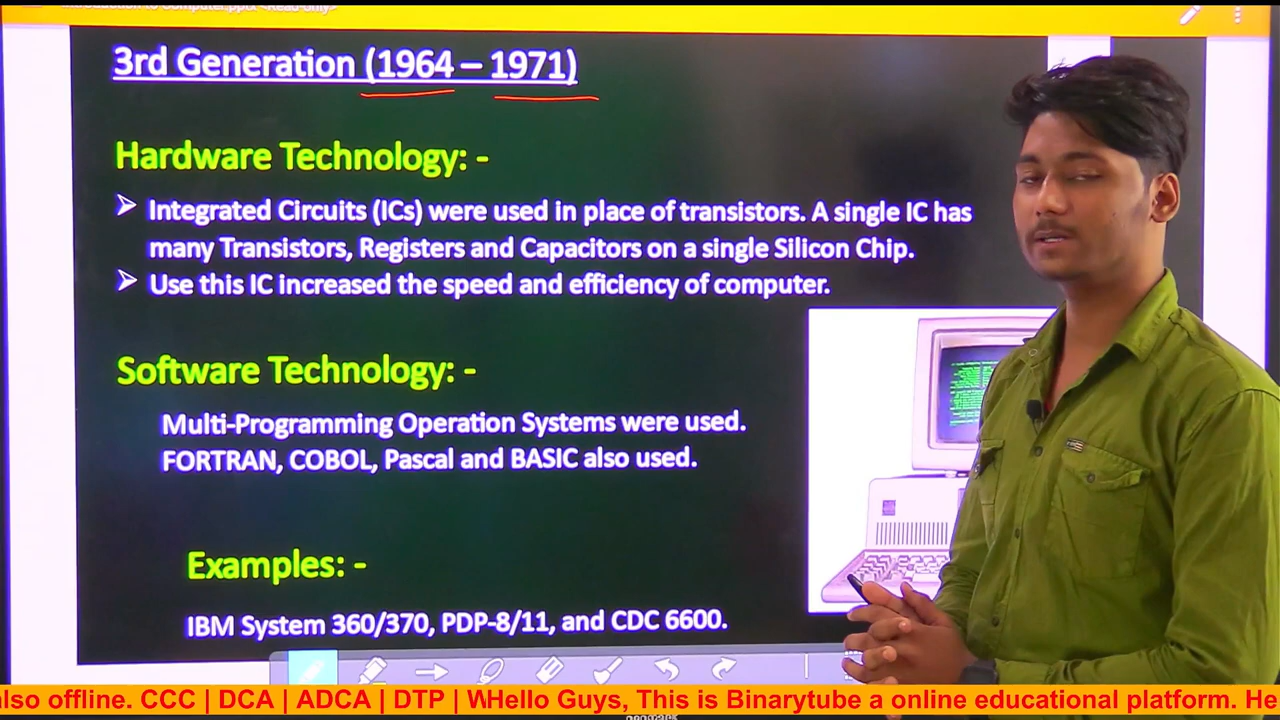 3rd Generation (1964 – 1971)
Hardware Technology: -
Integrated Circuits (ICs) were used in place of transistors. A single IC has
many Transistors, Registers and Capacitors on a single Silicon Chip.
Use this IC increased the speed and efficiency of computer.
Software Technology: -
Multi-Programming Operation Systems were used.
FORTRAN, COBOL, Pascal and BASIC also used.
Examples: -
IBM System 360/370, PDP-8/11, and CDC 6600.
lso offline. CCC | DCA | ADCA | DTP | WHello Guys, This is Binarytube a online educational platform. He